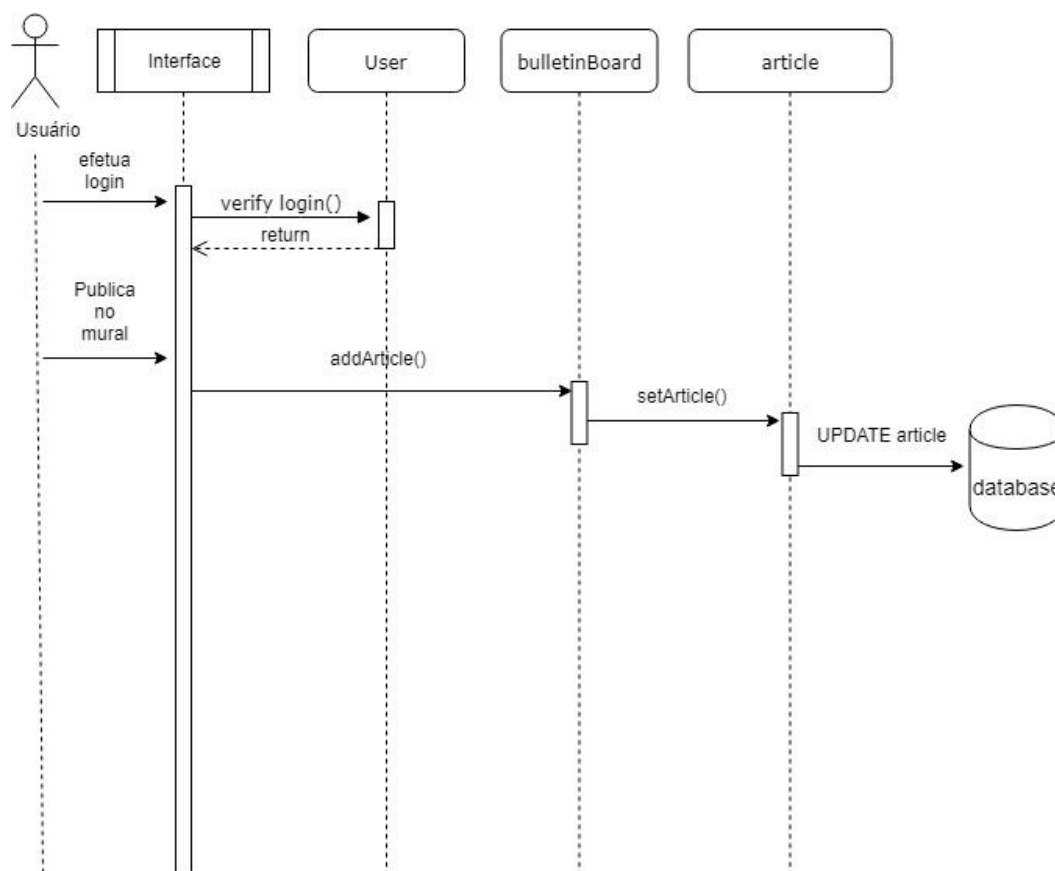 Interface
User
bulletinBoard
article
Usuário
efetua
login
verify login()
return
Publica
no
mural
addArticle()
setArticle()
UPDATE article
database